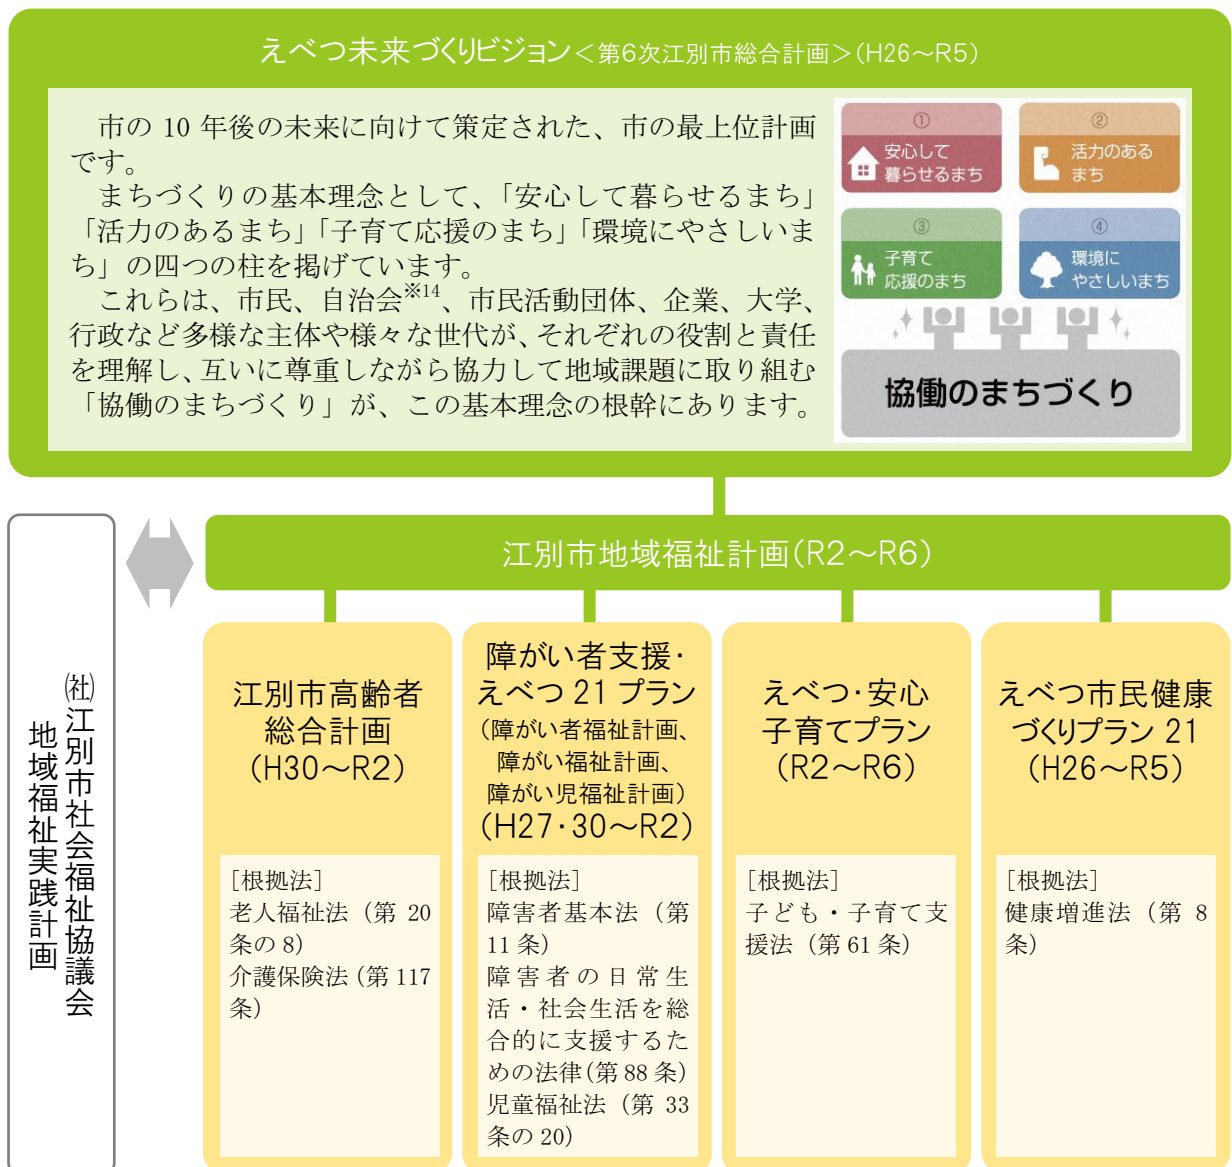 えべつ未来づくりビジョン<第6次江別市総合計画>(H26～R5)
市の 10 年後の未来に向けて策定された、市の最上位計画
です。
まちづくりの基本理念として、「安心して暮らせるまち」
「活力のあるまち」「子育て応援のまち」「環境にやさしいま
ち」の四つの柱を掲げています。
これらは、市民、自治会※14、市民活動団体、企業、大学、
行政など多様な主体や様々な世代が、それぞれの役割と責任
を理解し、互いに尊重しながら協力して地域課題に取り組む
「協働のまちづくり」が、この基本理念の根幹にあります。
①
安心して
暮らせるまち
②
活力のある
まち
③
子育て
応援のまち
④
環境に
やさしいまち
協働のまちづくり
㈳江別市社会福祉協議会
地域福祉実践計画
江別市地域福祉計画(R2～R6)
江別市高齢者
総合計画
(H30～R2)
[根拠法]
老人福祉法（第 20
条の 8）
介護保険法（第 117
条）
障がい者支援・
えべつ 21 プラン
(障がい者福祉計画、
障がい福祉計画、
障がい児福祉計画)
(H27・30～R2)
[根拠法]
障害者基本法（第
11 条）
障害者の日常生
活・社会生活を総
合的に支援するた
めの法律(第 88 条)
児童福祉法（第 33
条の 20）
えべつ・安心
子育てプラン
(R2～R6)
[根拠法]
子ども・子育て支
援法（第 61 条）
えべつ市民健康
づくりプラン 21
(H26～R5)
[根拠法]
健康増進法（第 8
条）